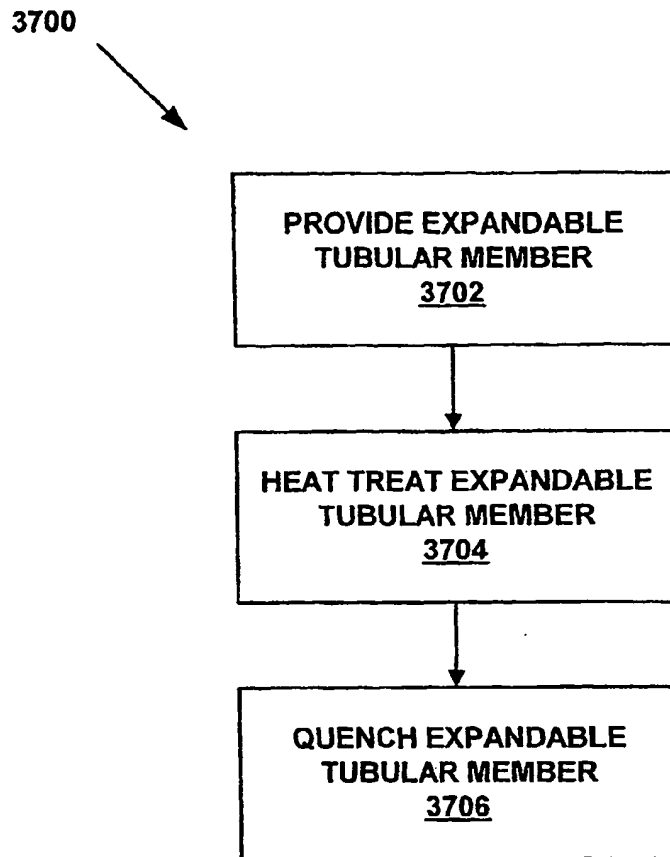 3700
PROVIDE EXPANDABLE
TUBULAR MEMBER
3702
HEAT TREAT EXPANDABLE
TUBULAR MEMBER
3704
QUENCH EXPANDABLE
TUBULAR MEMBER
3706